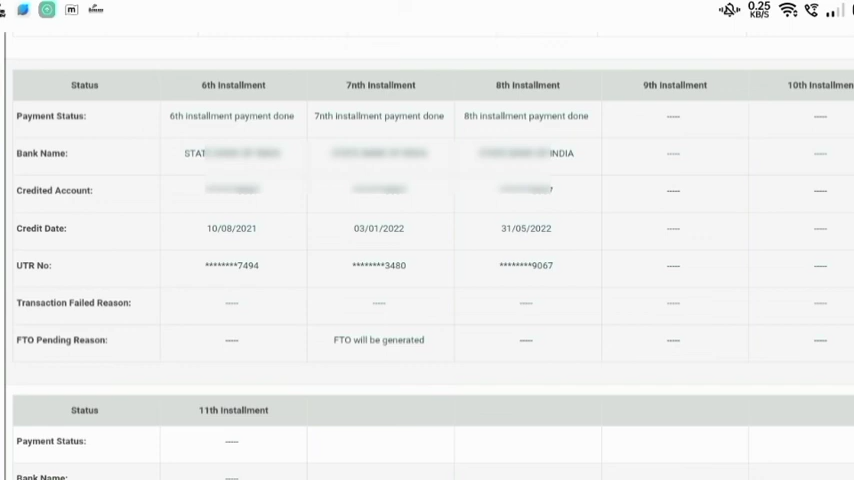 0.25
KB/S
Status 6th Installment 7nth Installment 8th Installment 9th Installment 10th Installmen
Payment Status: 6th installment payment done 7nth installment payment done 8th installment payment done ---- ----
Bank Name: STAT INDIA ---- ----
Credited Account: ---- ----
Credit Date: 10/08/2021 03/01/2022 31/05/2022 ---- ----
UTR No: ********7494 ********3480 ********9067 ---- ----
Transaction Failed Reason: ---- ---- ---- ---- ----
FTO Pending Reason: ---- FTO will be generated ---- ---- ----
Status 11th Installment
Payment Status: ----
Bank Name: ----